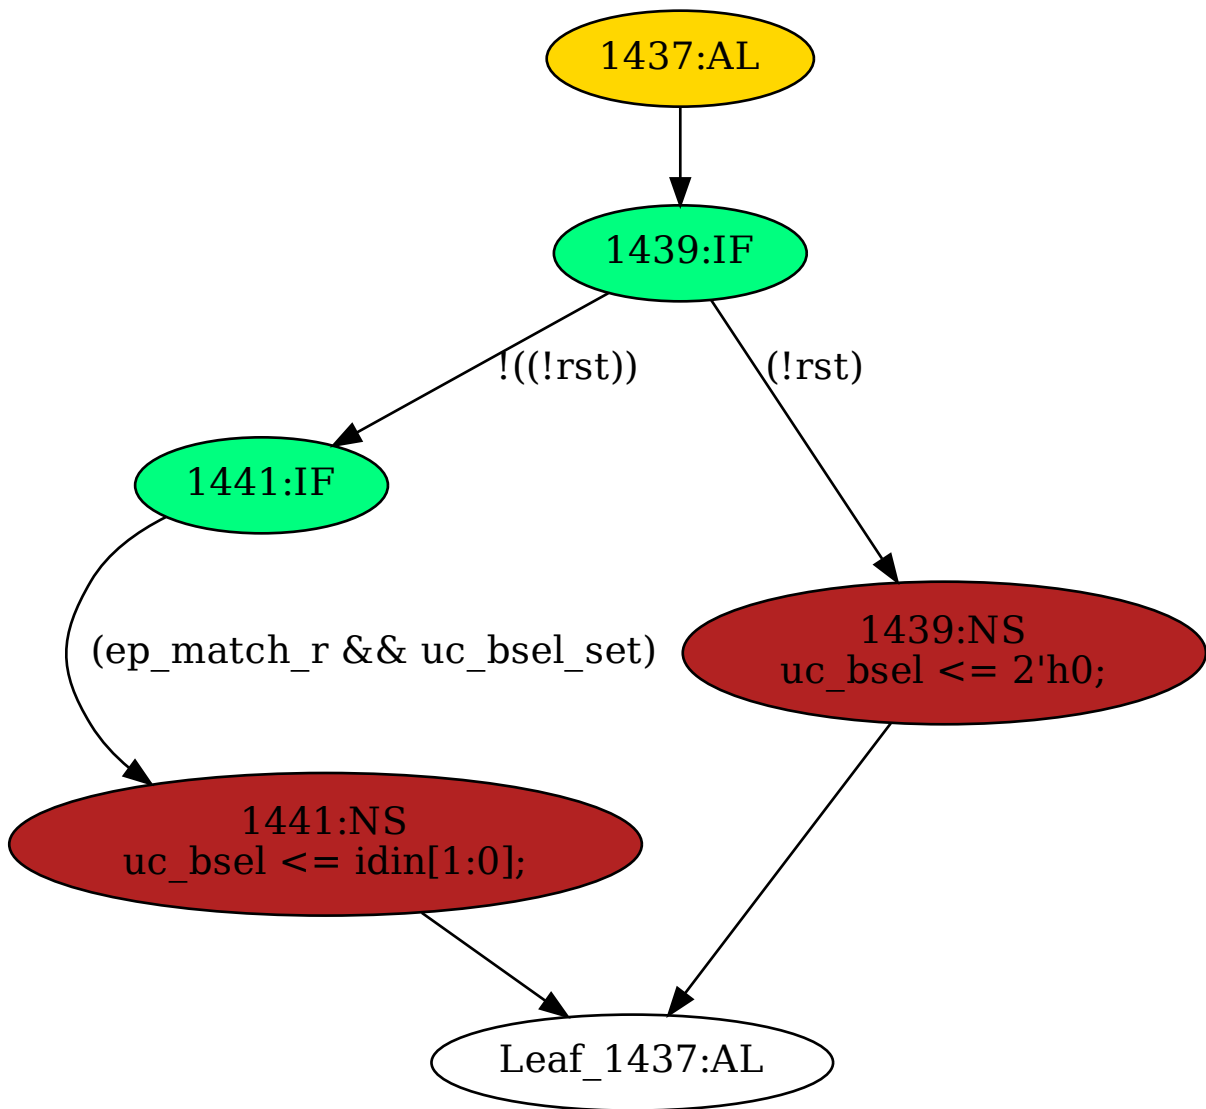 1437:AL
1439:IF
!((!rst))
(!rst)
1441:IF
(ep_match_r && uc_bsel_set)
1439:NS
uc_bsel <= 2'h0;
1441:NS
uc_bsel <= idin[1:0];
Leaf_1437:AL